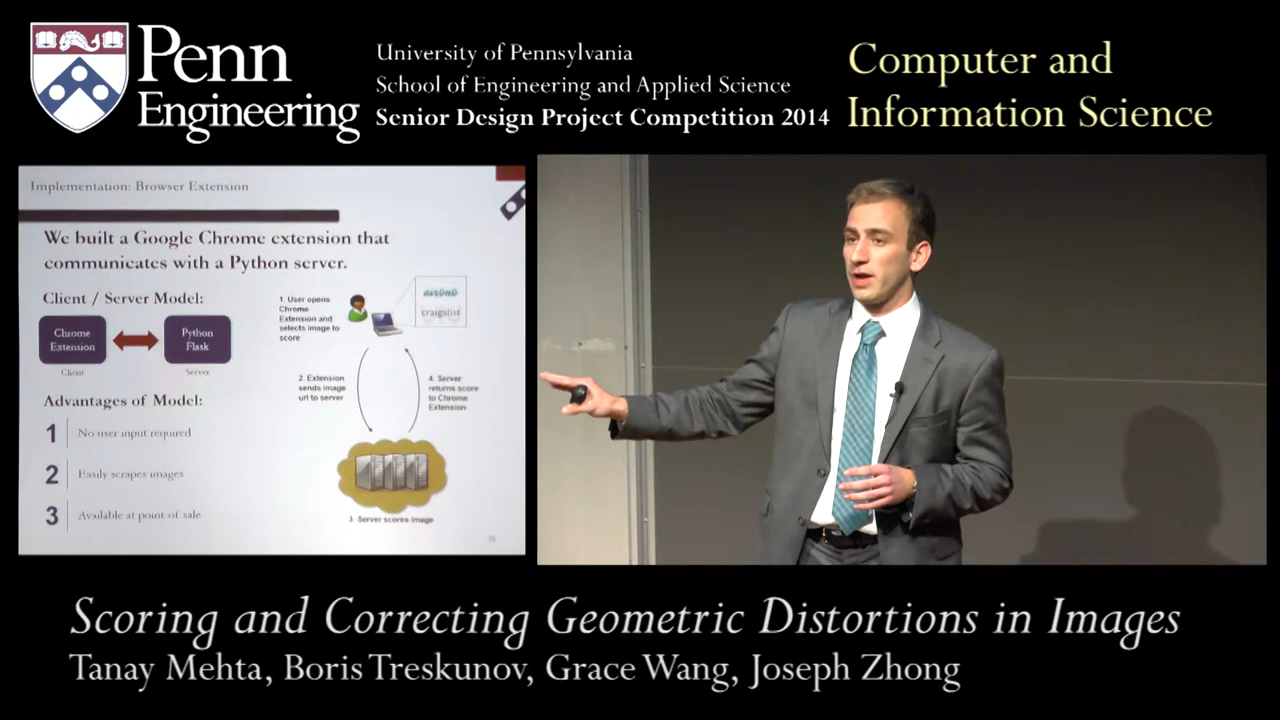 Penn
Engineering
University of Pennsylvania
School of Engineering and Applied Science
Senior Design Project Competition 2014
Computer and
Information Science
Implementation: Browser Extension
We built a Google Chrome extension that
communicates with a Python server.
Client / Server Model:
Chrome
Extension
Client
Python
Flask
Server
Advantages of Model:
1 No user input required
2 Easily scrapes images
3 Available at point of sale
1. User opens
Chrome
Extension and
selects image to
score
airbnb
craigslist
2. Extension
sends image
url to server
4. Server
returns score
to Chrome
Extension
3. Server scores image
Scoring and Correcting Geometric Distortions in Images
Tanay Mehta, Boris Treskunov, Grace Wang, Joseph Zhong